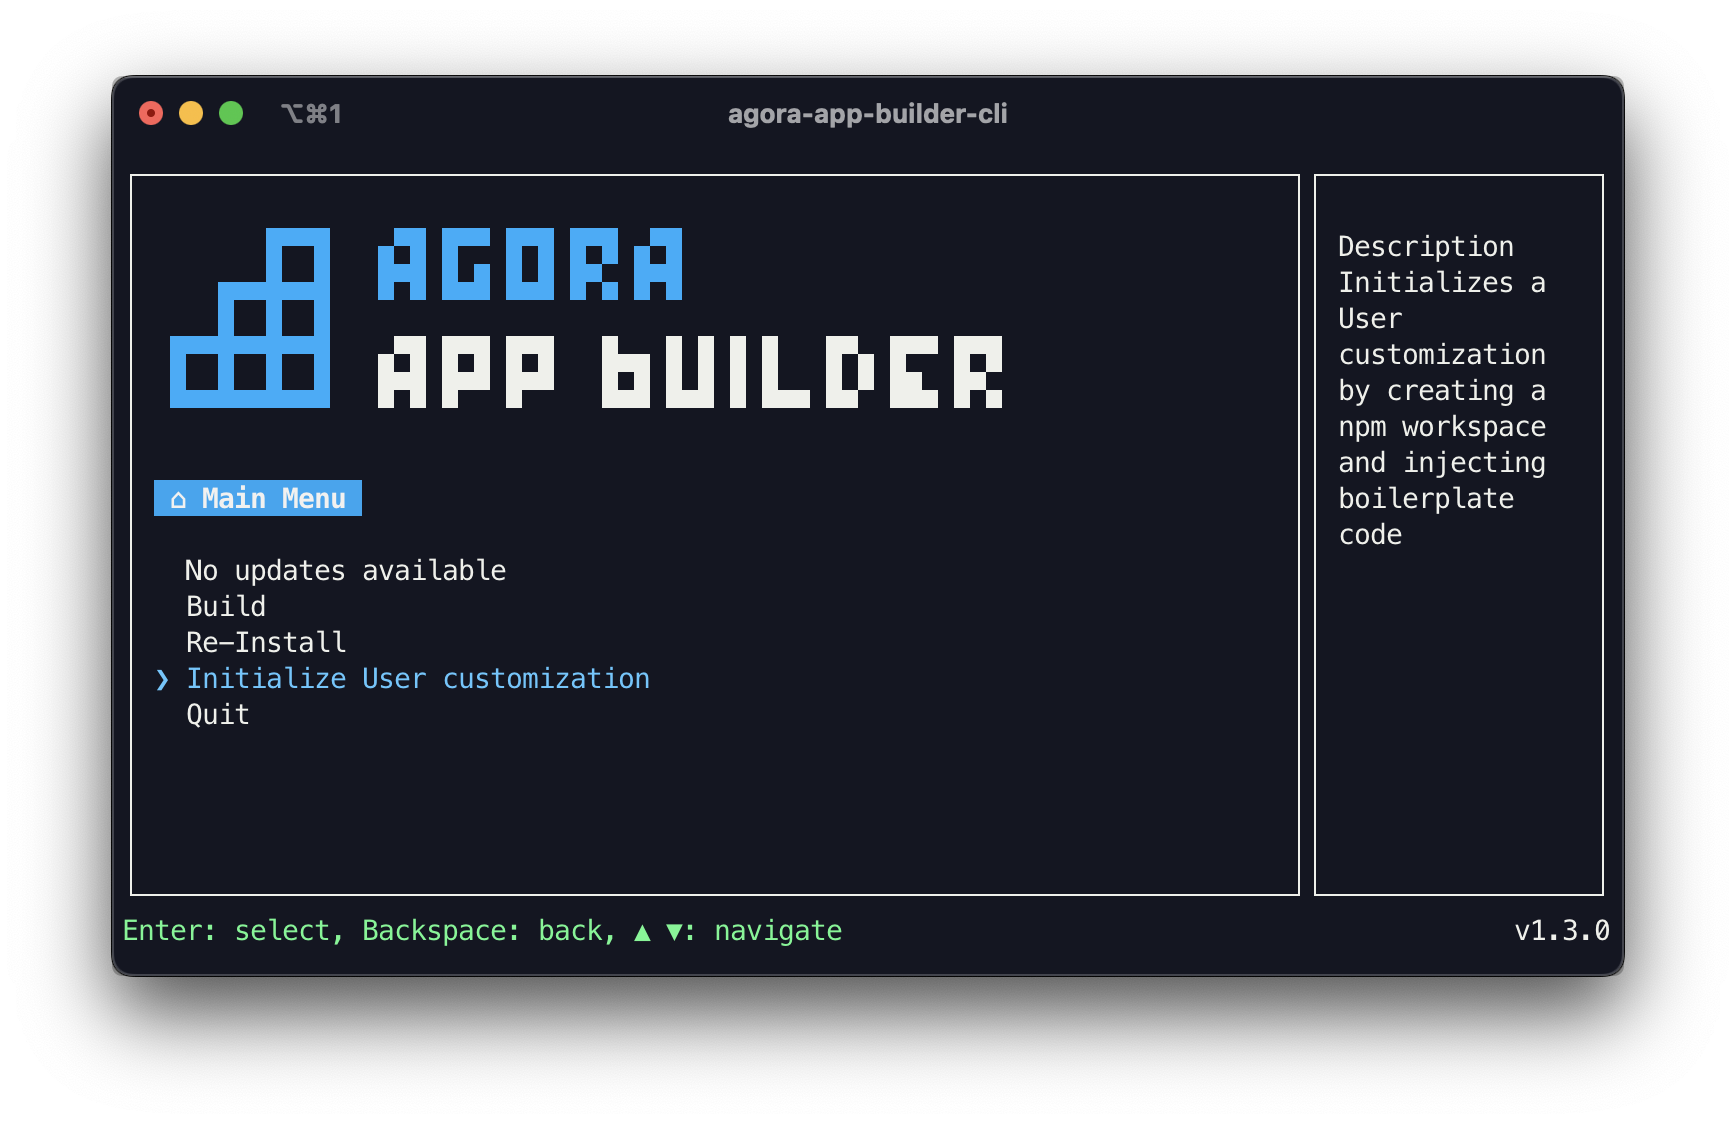 ⌥⌘1
agora-app-builder-cli
AGORA
APP bUILDER
⌂ Main Menu
No updates available
Build
Re-Install
❯ Initialize User customization
Quit
Description
Initializes a
User
customization
by creating a
npm workspace
and injecting
boilerplate
code
Enter: select, Backspace: back, ▲ ▼: navigate
v1.3.0